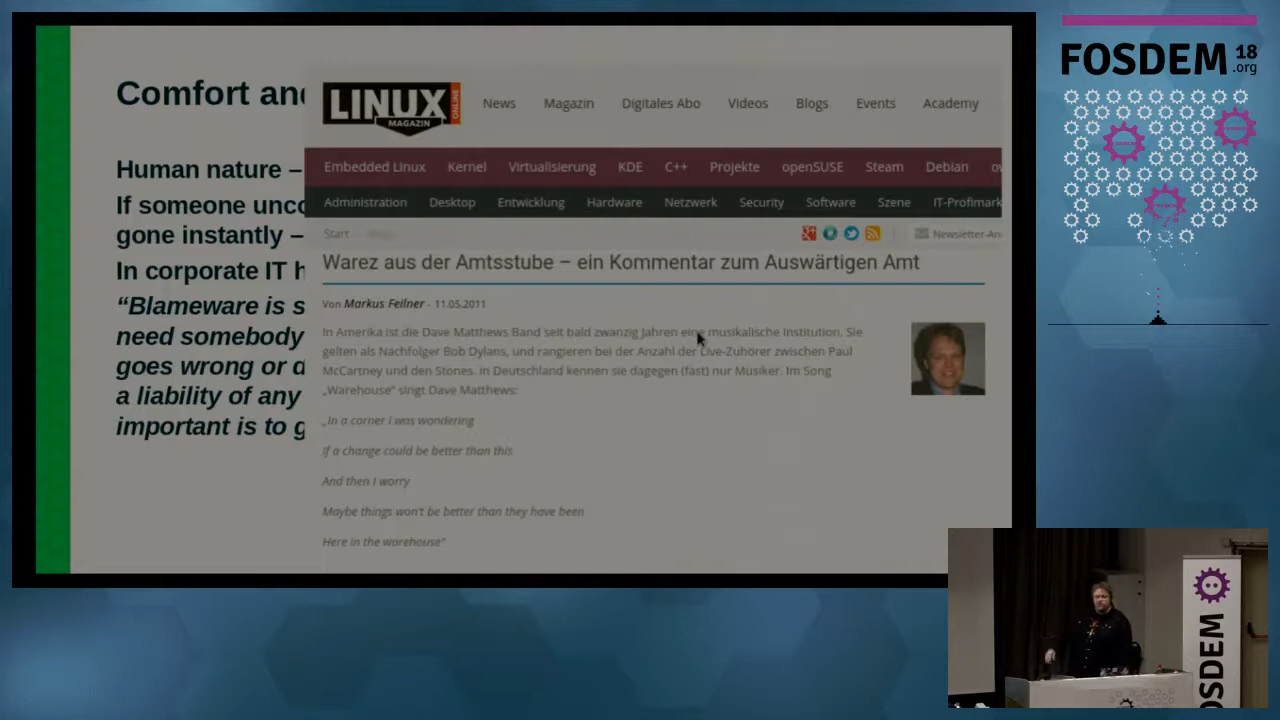 Comfort and
Human nature –
If someone unco
gone instantly –
In corporate IT h
“Blameware is s
need somebody
goes wrong or d
a liability of any
important is to g
LINUX
MAGAZIN
ONLINE
News Magazin Digitales Abo Videos Blogs Events Academy
Embedded Linux Kernel Virtualisierung KDE C++ Projekte openSUSE Steam Debian ov
Administration Desktop Entwicklung Hardware Netzwerk Security Software Szene IT-Profimark
Start Newsletter-An
Warez aus der Amtsstube – ein Kommentar zum Auswärtigen Amt
Von Markus Feilner - 11.05.2011
In Amerika ist die Dave Matthews Band seit bald zwanzig Jahren eine musikalische Institution. Sie
gelten als Nachfolger Bob Dylans, und rangieren bei der Anzahl der Live-Zuhörer zwischen Paul
McCartney und den Stones. in Deutschland kennen sie dagegen (fast) nur Musiker. Im Song
„Warehouse“ singt Dave Matthews:
„In a corner I was wondering
If a change could be better than this
And then I worry
Maybe things won't be better than they have been
Here in the warehouse“
FOSDEM 18
.org
FOSDEM